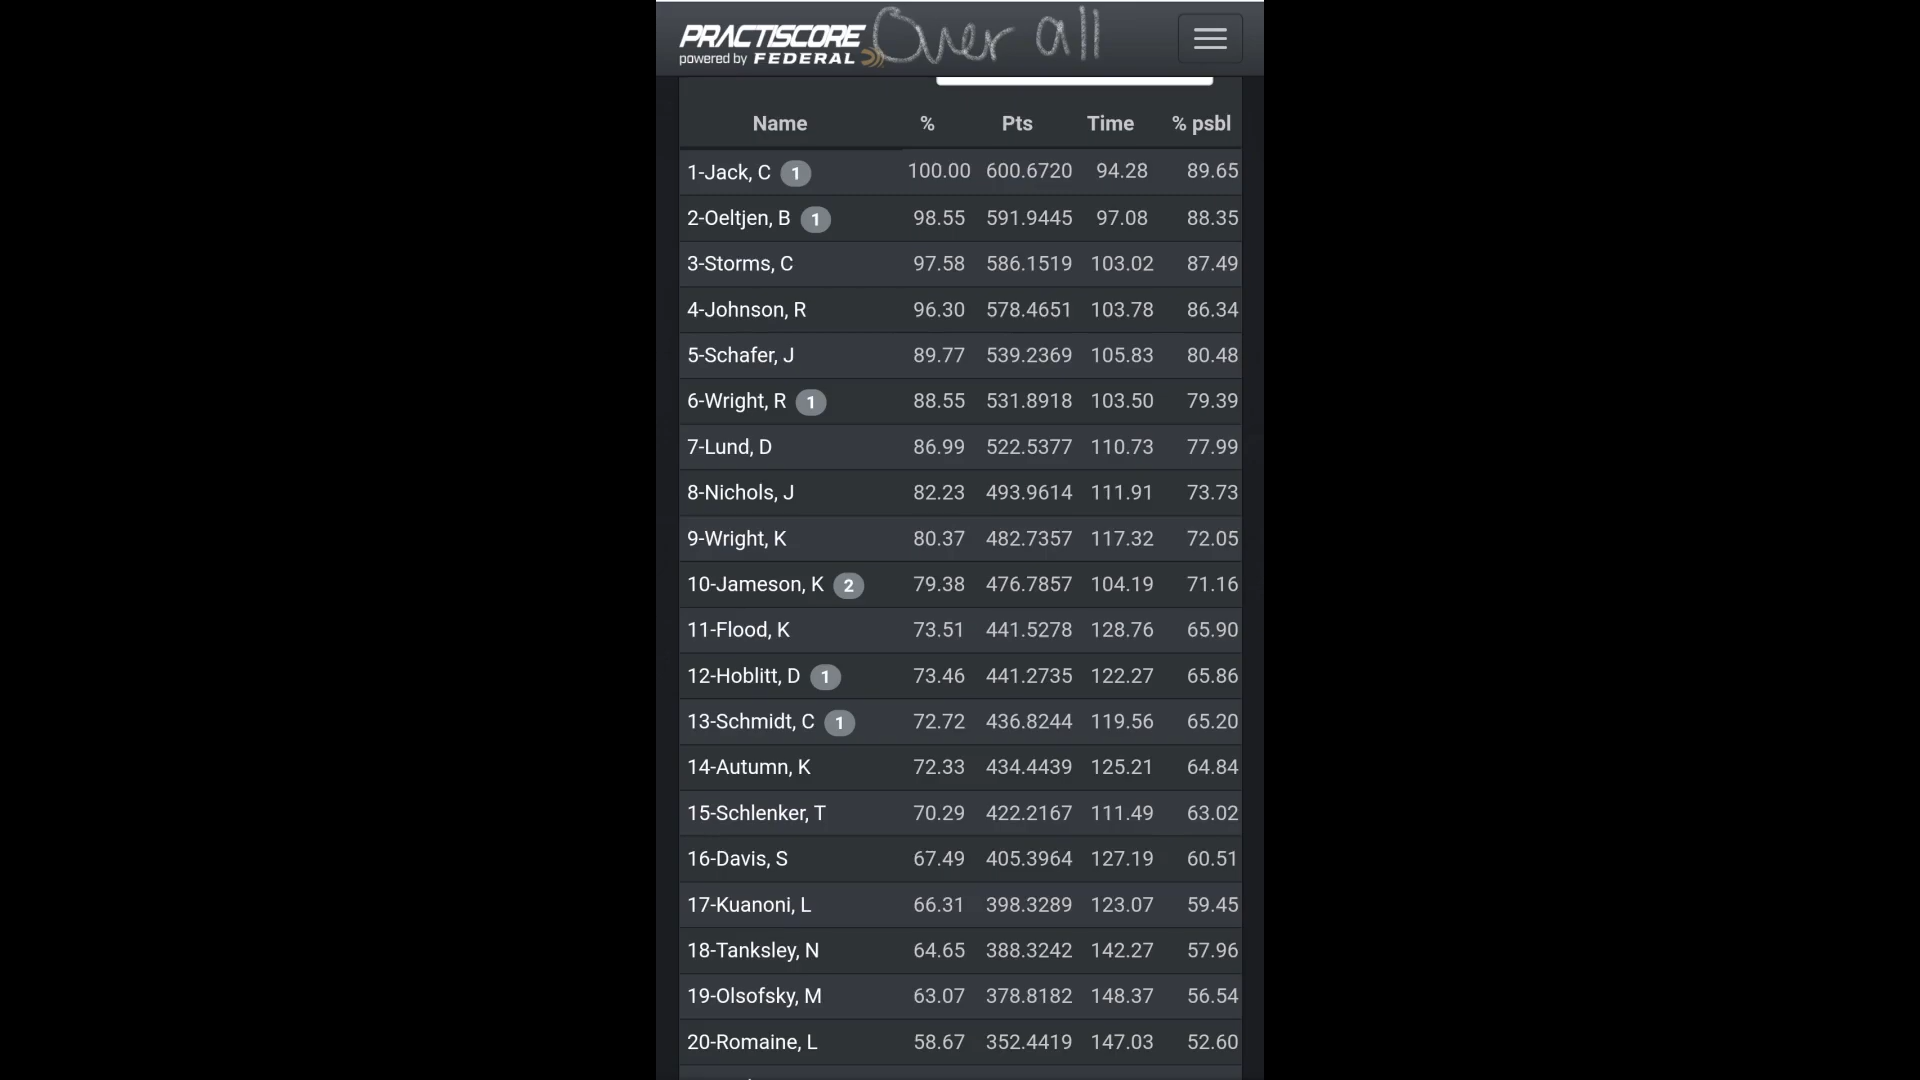 PRACTISCORE Over all
powered by FEDERAL
Name % Pts Time % psbl
1-Jack, C 1 100.00 600.6720 94.28 89.65
2-Oeltjen, B 1 98.55 591.9445 97.08 88.35
3-Storms, C 97.58 586.1519 103.02 87.49
4-Johnson, R 96.30 578.4651 103.78 86.34
5-Schafer, J 89.77 539.2369 105.83 80.48
6-Wright, R 1 88.55 531.8918 103.50 79.39
7-Lund, D 86.99 522.5377 110.73 77.99
8-Nichols, J 82.23 493.9614 111.91 73.73
9-Wright, K 80.37 482.7357 117.32 72.05
10-Jameson, K 2 79.38 476.7857 104.19 71.16
11-Flood, K 73.51 441.5278 128.76 65.90
12-Hoblitt, D 1 73.46 441.2735 122.27 65.86
13-Schmidt, C 1 72.72 436.8244 119.56 65.20
14-Autumn, K 72.33 434.4439 125.21 64.84
15-Schlenker, T 70.29 422.2167 111.49 63.02
16-Davis, S 67.49 405.3964 127.19 60.51
17-Kuanoni, L 66.31 398.3289 123.07 59.45
18-Tanksley, N 64.65 388.3242 142.27 57.96
19-Olsofsky, M 63.07 378.8182 148.37 56.54
20-Romaine, L 58.67 352.4419 147.03 52.60